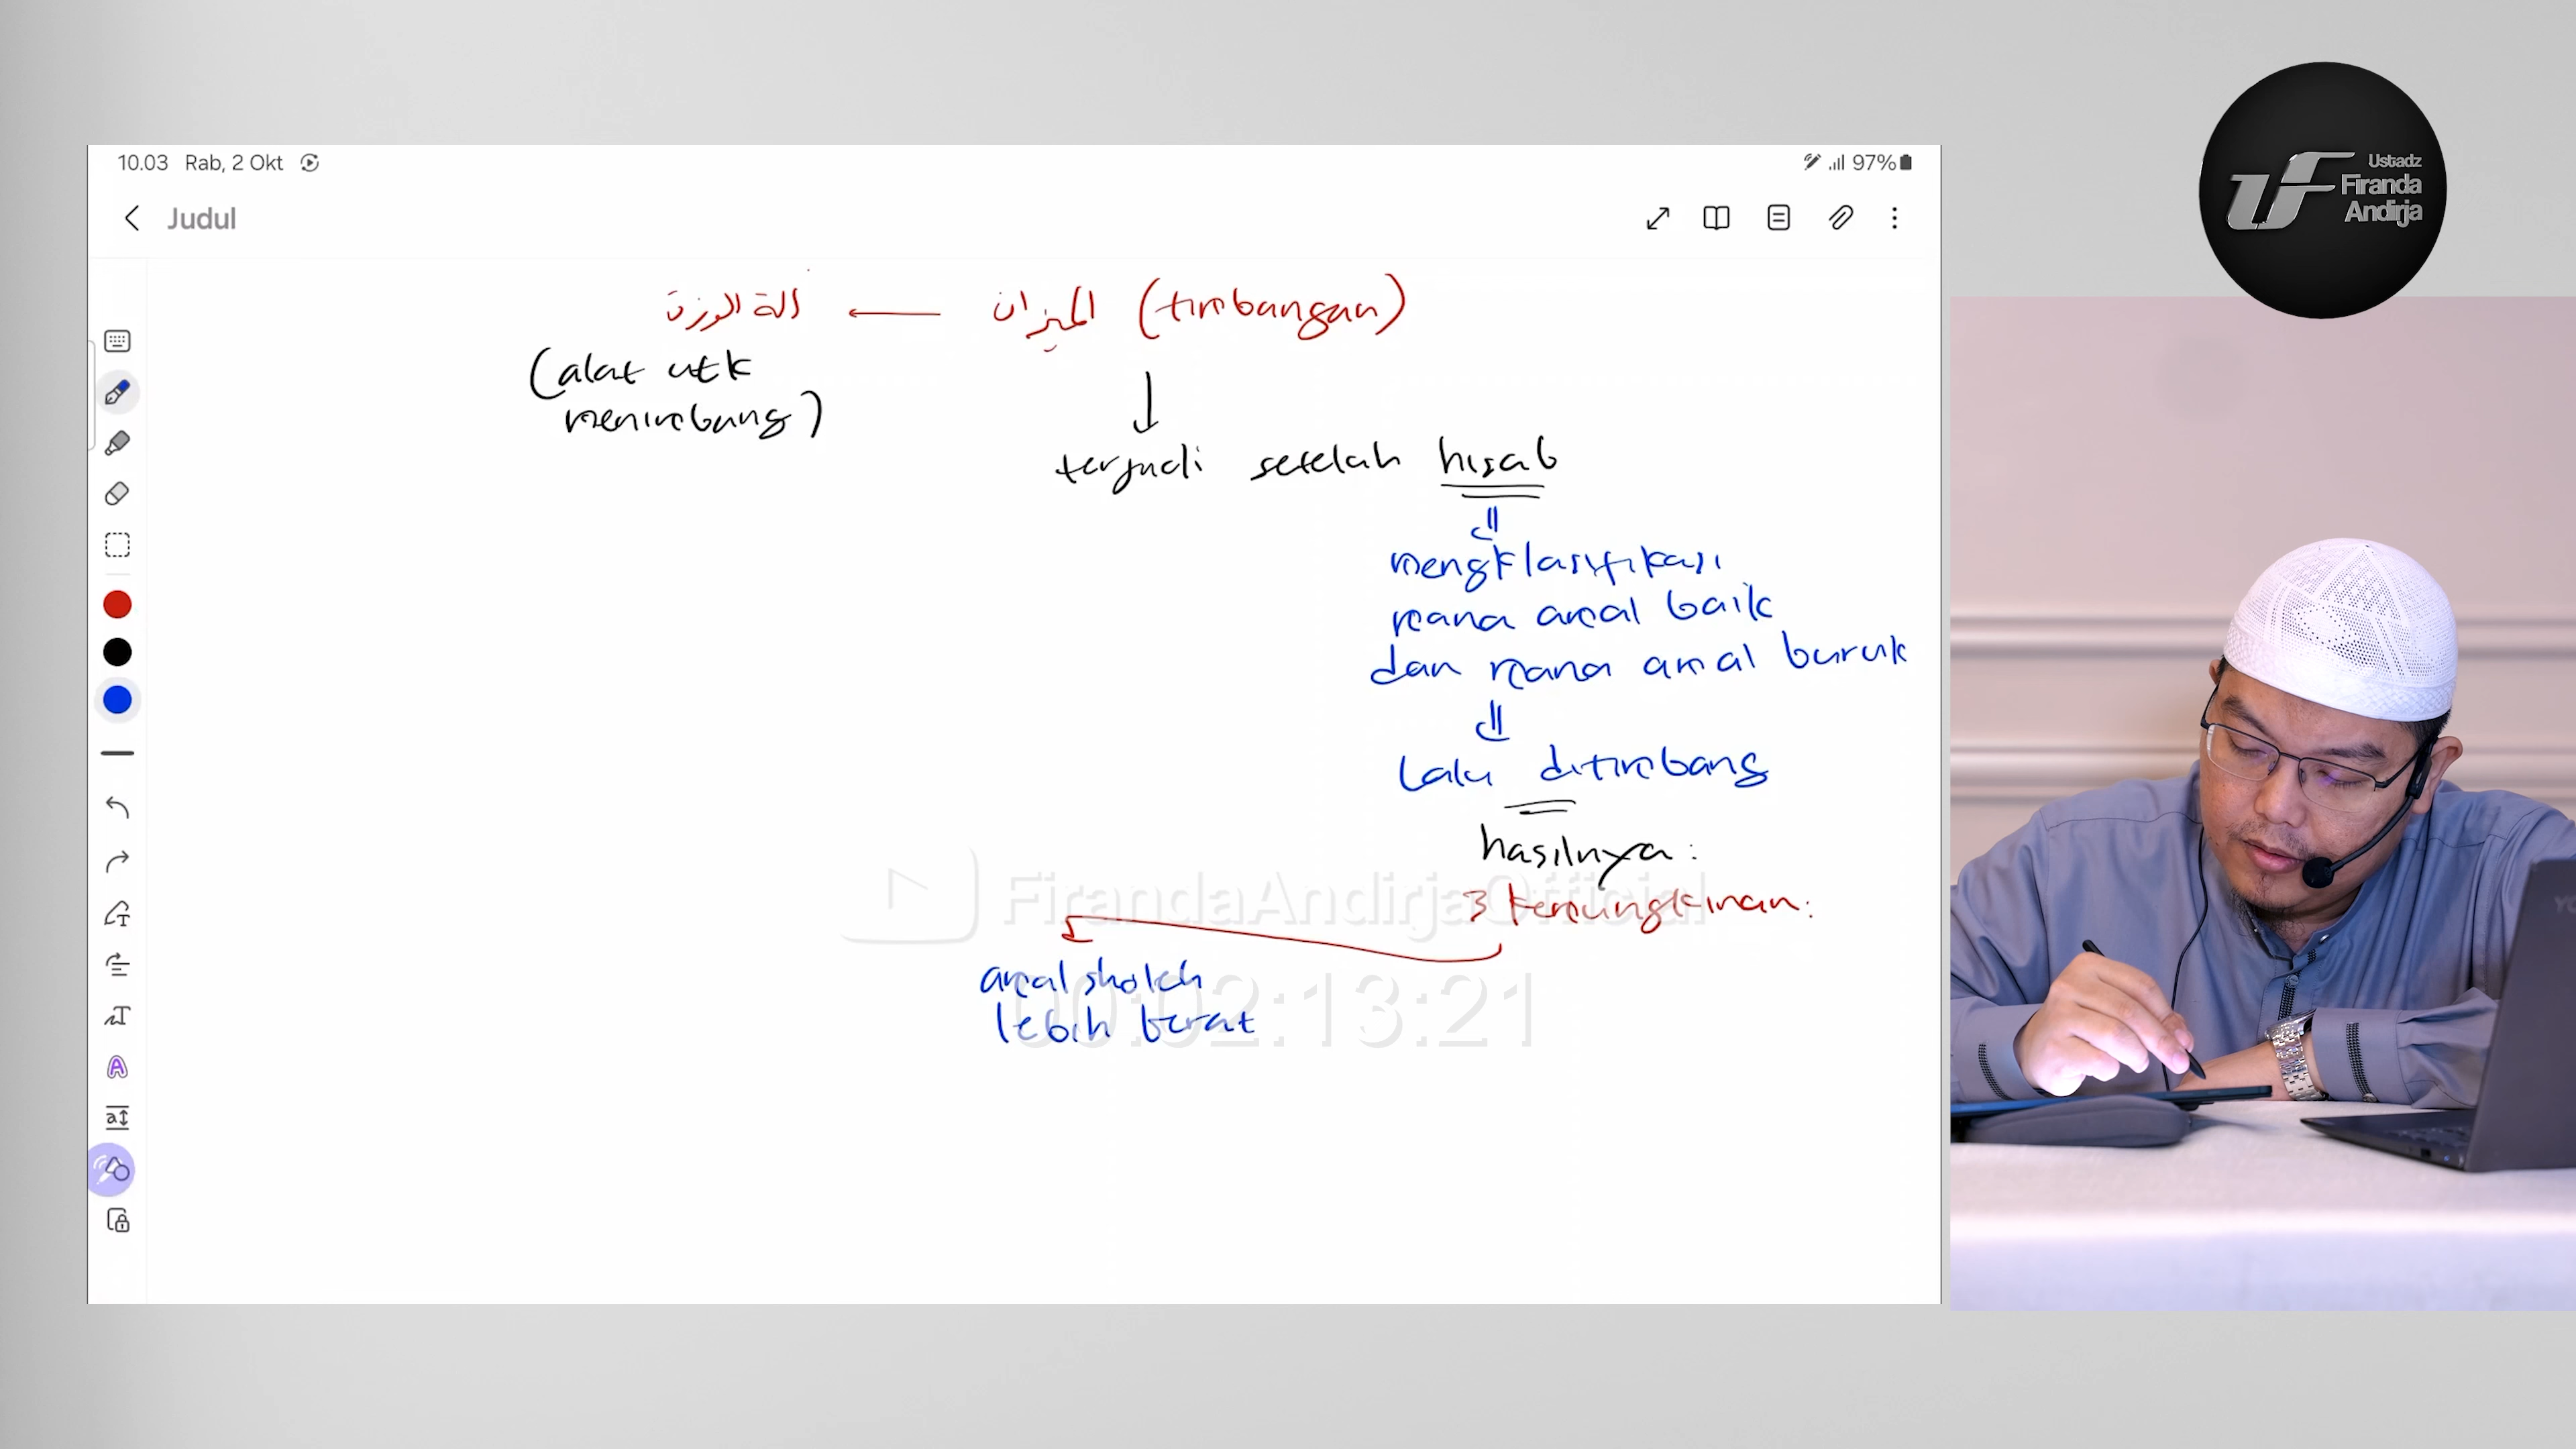 10.03 Rab, 2 Okt
97%
Judul
Ustadz
Firanda
Andirja
الميزان (timbangan)
آلة الوزن
(alat utk
menimbang)
terjadi setelah hisab
mengklasifikasi
mana amal baik
dan mana amal buruk
Lalu ditimbang
hasilnya:
3 kemungkinan:
FirandaAndirjaOfficial
amal sholeh
lebih berat
00:02:13:21